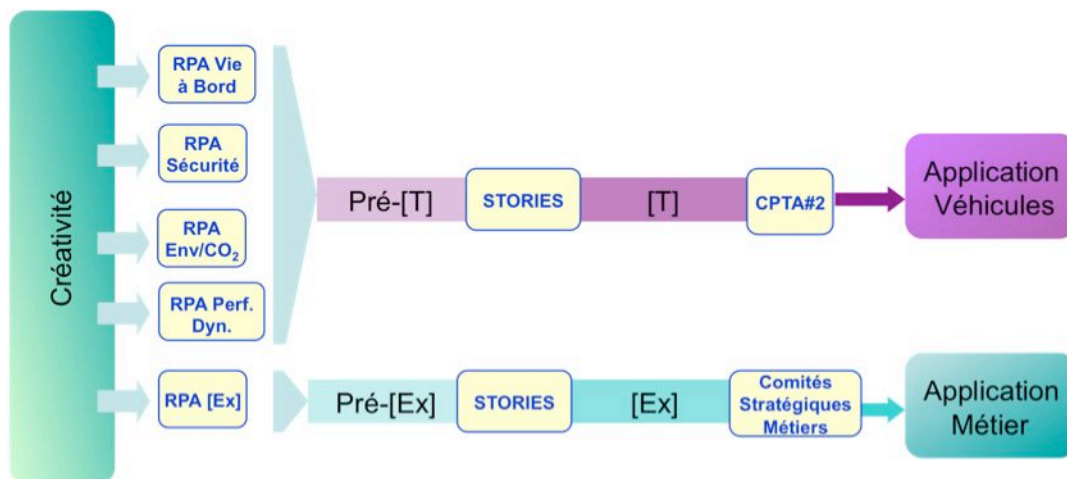 Créativité
RPA Vie
à Bord
RPA
Sécurité
RPA
Env/CO₂
RPA Perf.
Dyn.
RPA [Ex]
Pré-[T]
STORIES
[T]
CPTA#2
Application
Véhicules
Pré-[Ex]
STORIES
[Ex]
Comités
Stratégiques
Métiers
Application
Métier